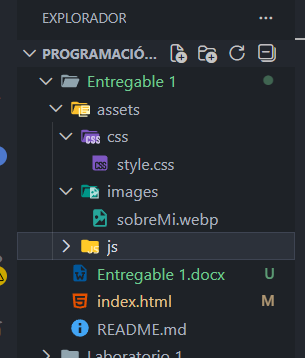 EXPLORADOR ...
PROGRAMACIÓ...
Entregable 1
assets
css
style.css
images
sobreMi.webp
js
Entregable 1.docx U
index.html M
README.md
Laboratorio 1